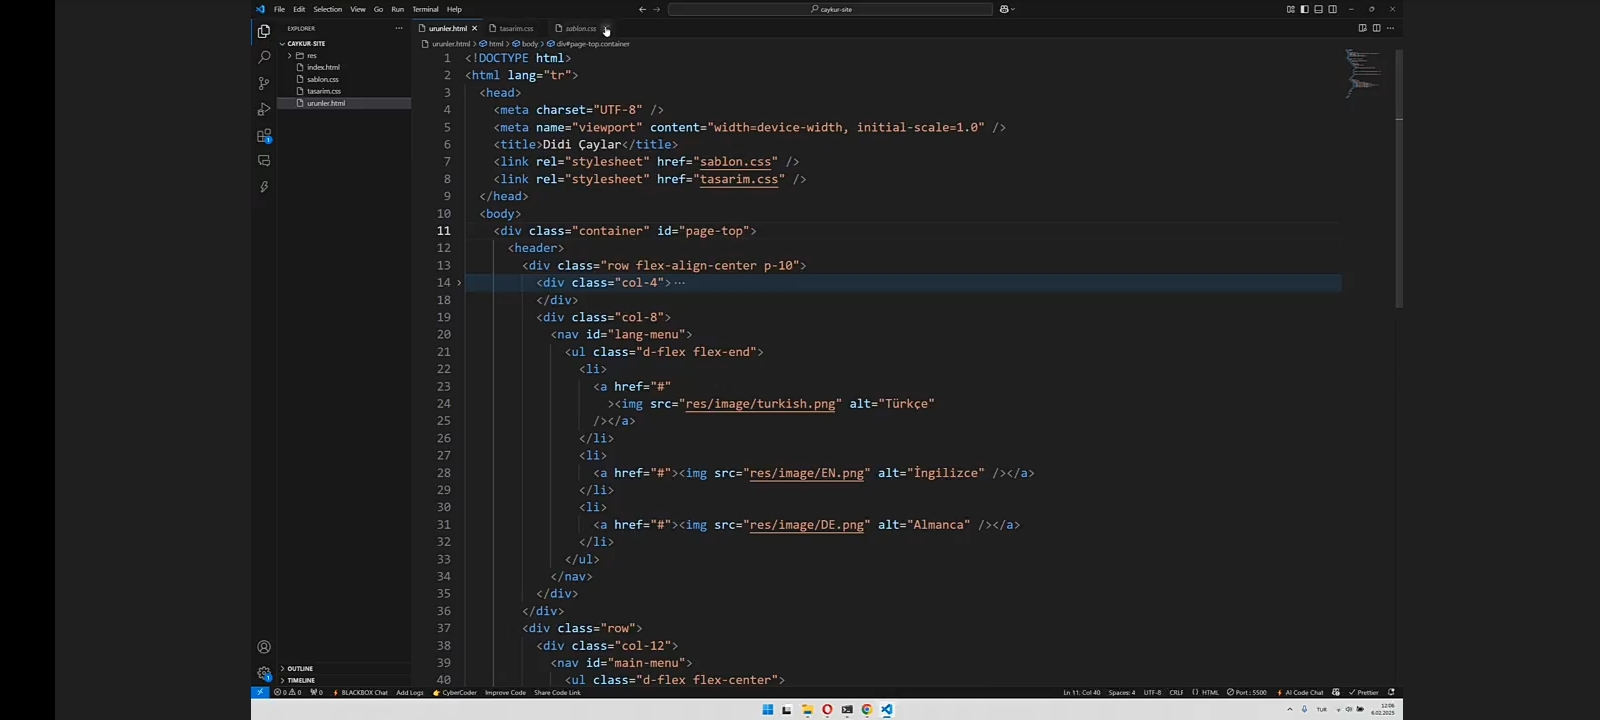 File Edit Selection View Go Run Terminal Help
caykur-site
EXPLORER
CAYKUR-SITE
res
index.html
sablon.css
tasarim.css
urunler.html
OUTLINE
TIMELINE
urunler.html tasarim.css sablon.css
urunler.html > html > body > div#page-top.container
1 <!DOCTYPE html>
2 <html lang="tr">
3 <head>
4 <meta charset="UTF-8" />
5 <meta name="viewport" content="width=device-width, initial-scale=1.0" />
6 <title>Didi Çaylar</title>
7 <link rel="stylesheet" href="sablon.css" />
8 <link rel="stylesheet" href="tasarim.css" />
9 </head>
10 <body>
11 <div class="container" id="page-top">
12 <header>
13 <div class="row flex-align-center p-10">
14 <div class="col-4">···
18 </div>
19 <div class="col-8">
20 <nav id="lang-menu">
21 <ul class="d-flex flex-end">
22 <li>
23 <a href="#"
24 ><img src="res/image/turkish.png" alt="Türkçe"
25 /></a>
26 </li>
27 <li>
28 <a href="#"><img src="res/image/EN.png" alt="İngilizce" /></a>
29 </li>
30 <li>
31 <a href="#"><img src="res/image/DE.png" alt="Almanca" /></a>
32 </li>
33 </ul>
34 </nav>
35 </div>
36 </div>
37 <div class="row">
38 <div class="col-12">
39 <nav id="main-menu">
40 <ul class="d-flex flex-center">
0 0 0 BLACKBOX Chat Add Logs CyberCoder Improve Code Share Code Link Ln 11, Col 40 Spaces: 4 UTF-8 CRLF {} HTML Port : 5500 AI Code Chat Prettier
TUR 12:06
6.02.2025